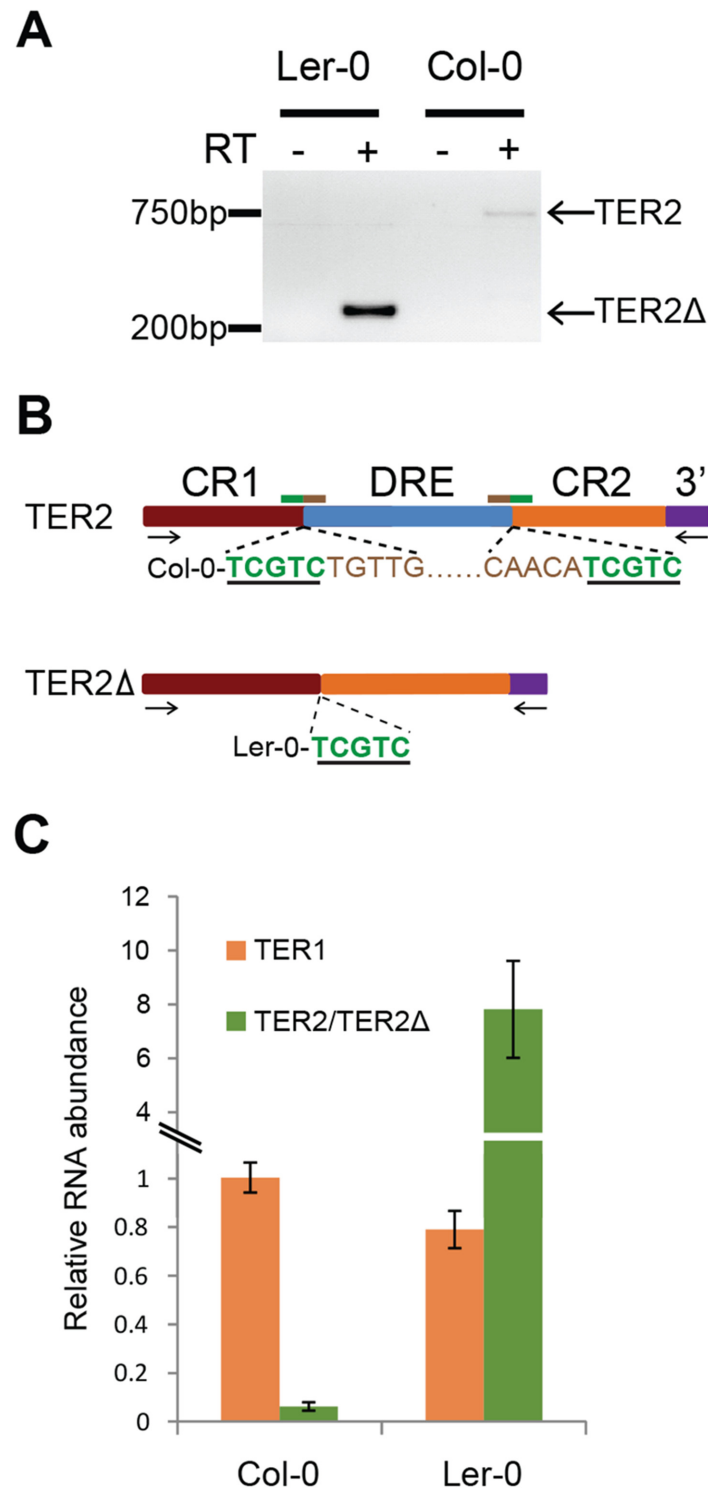 A
Ler-0 Col-0
RT - + - +
750bp ←TER2
200bp ←TER2Δ
B
CR1 DRE CR2 3’
TER2
Col-0-TCGTCTGTTG......CAACATCGTC
TER2Δ
Ler-0-TCGTC
C
12
10
8
6
4
1
0.8
0.6
0.4
0.2
0
Relative RNA abundance
TER1
TER2/TER2Δ
Col-0 Ler-0